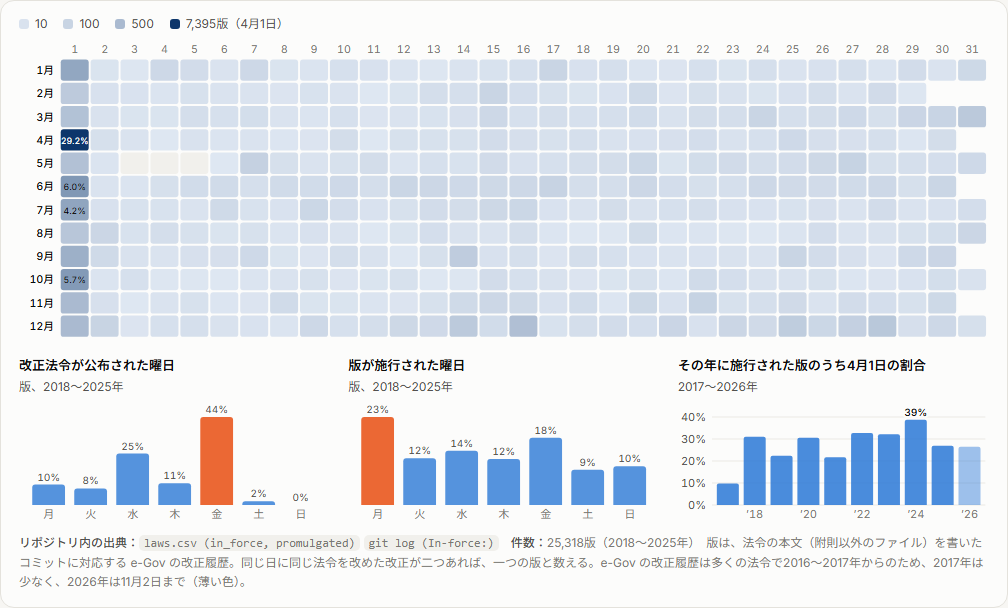 10 100 500 7,395版（4月1日）
1 2 3 4 5 6 7 8 9 10 11 12 13 14 15 16 17 18 19 20 21 22 23 24 25 26 27 28 29 30 31
1月
2月
3月
4月 29.2%
5月
6月 6.0%
7月 4.2%
8月
9月
10月 5.7%
11月
12月
改正法令が公布された曜日
版、2018〜2025年
10% 8% 25% 11% 44% 2% 0%
月 火 水 木 金 土 日
版が施行された曜日
版、2018〜2025年
23% 12% 14% 12% 18% 9% 10%
月 火 水 木 金 土 日
その年に施行された版のうち4月1日の割合
2017〜2026年
39%
40%
30%
20%
10%
0%
'18 '20 '22 '24 '26
リポジトリ内の出典： laws.csv (in_force, promulgated) git log (In-force:) 件数：25,318版（2018〜2025年） 版は、法令の本文（附則以外のファイル）を書いた
コミットに対応する e-Gov の改正履歴。同じ日に同じ法令を改めた改正が二つあれば、一つの版と数える。e-Gov の改正履歴は多くの法令で2016〜2017年からのため、2017年は
少なく、2026年は11月2日まで（薄い色）。